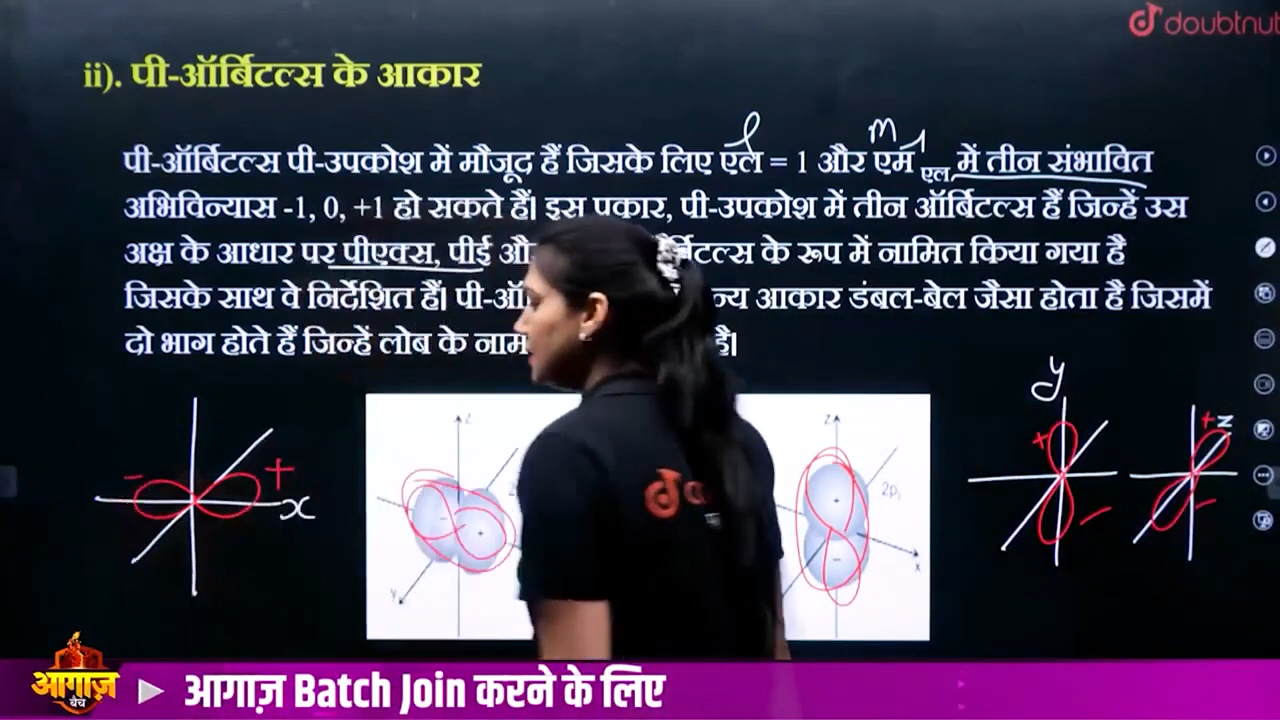 doubtnut
ii). पी-ऑर्बिटल्स के आकार
l m l
पी-ऑर्बिटल्स पी-उपकोश में मौजूद हैं जिसके लिए एल = 1 और एम एल में तीन संभावित
अभिविन्यास -1, 0, +1 हो सकते हैं। इस प्रकार, पी-उपकोश में तीन ऑर्बिटल्स हैं जिन्हें उस
अक्ष के आधार पर पीएक्स, पीई के रूप में नामित किया गया है
जिसके साथ वे निर्देशित हैं। आकार डंबल-बेल जैसा होता है जिसमें
दो भाग होते हैं जिन्हें लोब के नाम है।
- + x
Z
- +
Y
Z
2p
+
-
X
y
+ -
+ z
-
आगाज़
बैच
आगाज़ Batch Join करने के लिए